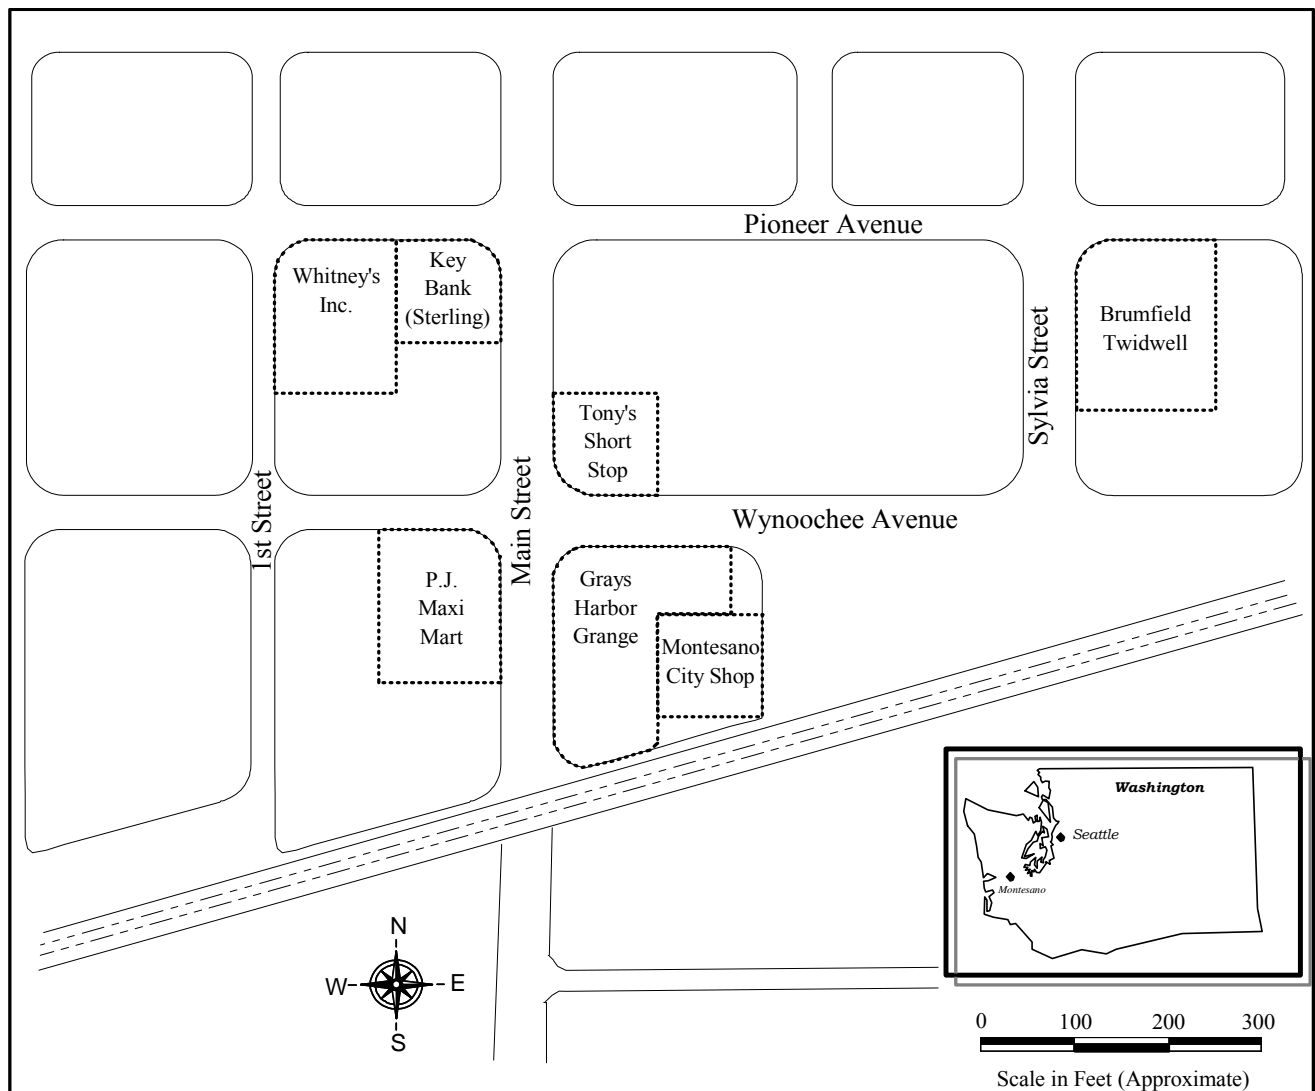 Pioneer Avenue
Whitney's
Inc.
Key
Bank
(Sterling)
Brumfield
Twidwell
Sylvia Street
Tony's
Short
Stop
1st Street
Main Street
Wynoochee Avenue
P.J.
Maxi
Mart
Grays
Harbor
Grange
Montesano
City Shop
Washington
Seattle
Montesano
N
W
E
S
0 100 200 300
Scale in Feet (Approximate)